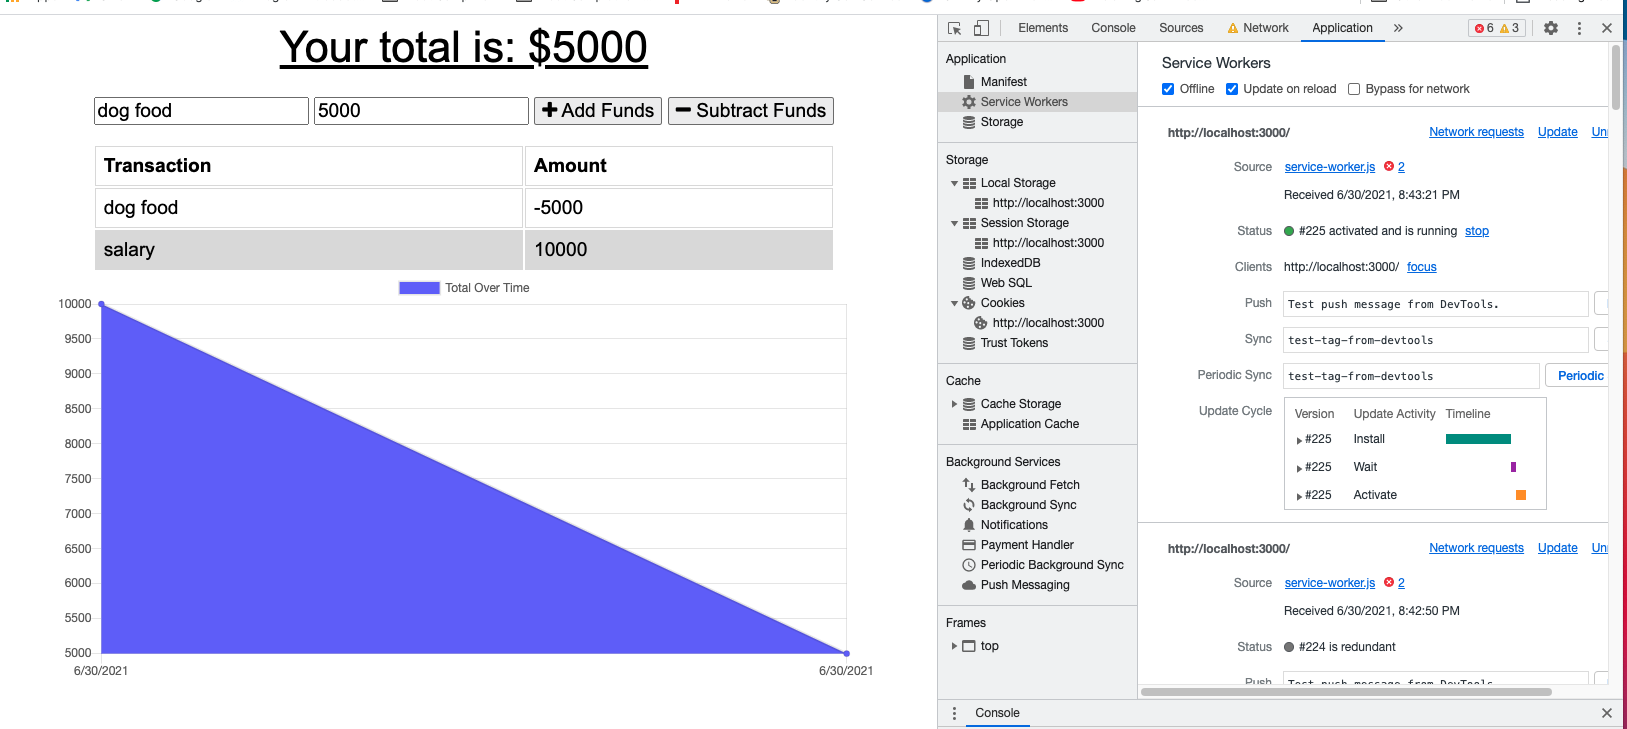 Your total is: $5000
dog food
5000
Add Funds
Subtract Funds
Transaction Amount
dog food -5000
salary 10000
Total Over Time
10000
9500
9000
8500
8000
7500
7000
6500
6000
5500
5000
6/30/2021 6/30/2021
Elements Console Sources Network Application » 6 3
Application
Manifest
Service Workers
Storage
Storage
Local Storage
http://localhost:3000
Session Storage
http://localhost:3000
IndexedDB
Web SQL
Cookies
http://localhost:3000
Trust Tokens
Cache
Cache Storage
Application Cache
Background Services
Background Fetch
Background Sync
Notifications
Payment Handler
Periodic Background Sync
Push Messaging
Frames
top
Service Workers
Offline Update on reload Bypass for network
http://localhost:3000/ Network requests Update
Source service-worker.js 2
Received 6/30/2021, 8:43:21 PM
Status #225 activated and is running stop
Clients http://localhost:3000/ focus
Push Test push message from DevTools.
Sync test-tag-from-devtools
Periodic Sync test-tag-from-devtools Periodic
Update Cycle Version Update Activity Timeline
#225 Install
#225 Wait
#225 Activate
http://localhost:3000/ Network requests Update
Source service-worker.js 2
Received 6/30/2021, 8:42:50 PM
Status #224 is redundant
Push Test push message from DevTools
Console